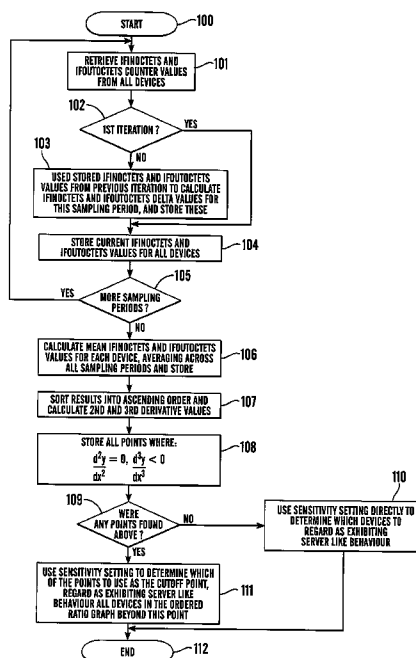 START
100
RETRIEVE IFINOCTETS AND
IFOUTOCTETS COUNTER VALUES
FROM ALL DEVICES
101
102
1ST ITERATION ?
YES
NO
103
USED STORED IFINOCTETS AND IFOUTOCTETS
VALUES FROM PREVIOUS ITERATION TO CALCULATE
IFINOCTETS AND IFOUTOCTETS DELTA VALUES FOR
THIS SAMPLING PERIOD, AND STORE THESE
STORE CURRENT IFINOCTETS AND
IFOUTOCTETS VALUES FOR ALL DEVICES
104
105
YES
MORE SAMPLING
PERIODS ?
NO
CALCULATE MEAN IFINOCTETS AND IFOUTOCTETS
VALUES FOR EACH DEVICE, AVERAGING ACROSS
ALL SAMPLING PERIODS AND STORE
106
SORT RESULTS INTO ASCENDING ORDER AND
CALCULATE 2ND AND 3RD DERIVATIVE VALUES
107
STORE ALL POINTS WHERE:
d²y/dx² = 0, d³y/dx³ < 0
108
109
WERE
ANY POINTS FOUND
ABOVE ?
NO
YES
110
USE SENSITIVITY SETTING DIRECTLY TO
DETERMINE WHICH DEVICES TO
REGARD AS EXHIBITING
SERVER LIKE BEHAVIOUR
USE SENSITIVITY SETTING TO DETERMINE WHICH
OF THE POINTS TO USE AS THE CUTOFF POINT,
REGARD AS EXHIBITING SERVER LIKE
BEHAVIOUR ALL DEVICES IN THE ORDERED
RATIO GRAPH BEYOND THIS POINT
111
END
112